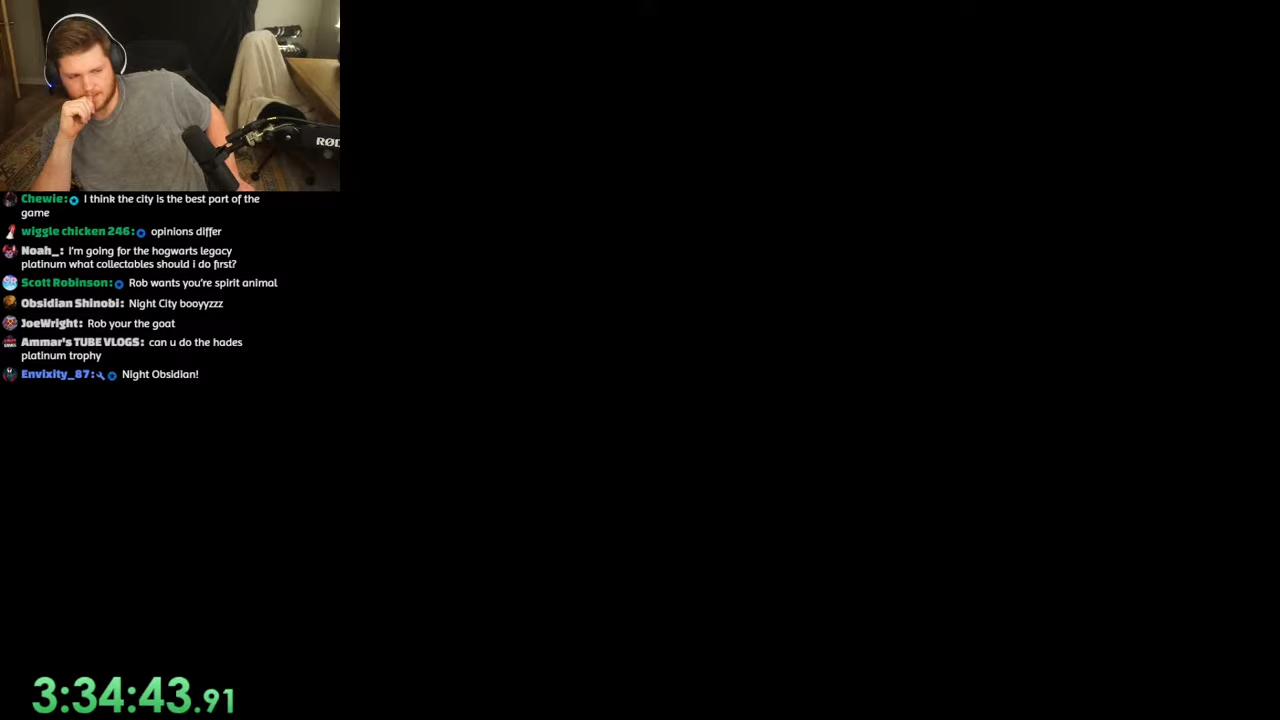 RØD
Chewie: I think the city is the best part of the
game
wiggle chicken 246: opinions differ
Noah_: I'm going for the hogwarts legacy
platinum what collectables should i do first?
Scott Robinson: Rob wants you're spirit animal
Obsidian Shinobi: Night City booyyzzz
JoeWright: Rob your the goat
Ammar's TUBE VLOGS: can u do the hades
platinum trophy
Envixity_87: Night Obsidian!
3:34:43.91